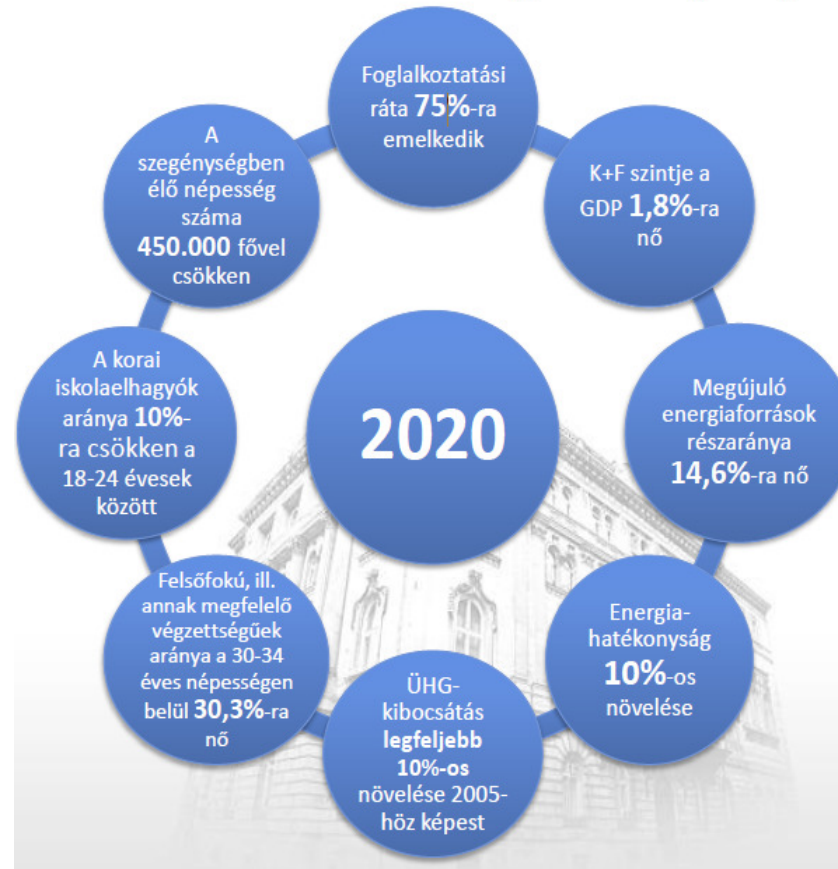 Foglalkoztatási
ráta 75%-ra
emelkedik
K+F szintje a
GDP 1,8%-ra
nő
Megújuló
energiaforrások
részaránya
14,6%-ra nő
Energia-
hatékonyság
10%-os
növelése
ÜHG-
kibocsátás
legfeljebb
10%-os
növelése 2005-
höz képest
Felsőfokú, ill.
annak megfelelő
végzettségűek
aránya a 30-34
éves népességen
belül 30,3%-ra
nő
A korai
iskolaelhagyók
aránya 10%-
ra csökken a
18-24 évesek
között
A
szegénységben
élő népesség
száma
450.000 fővel
csökken
2020